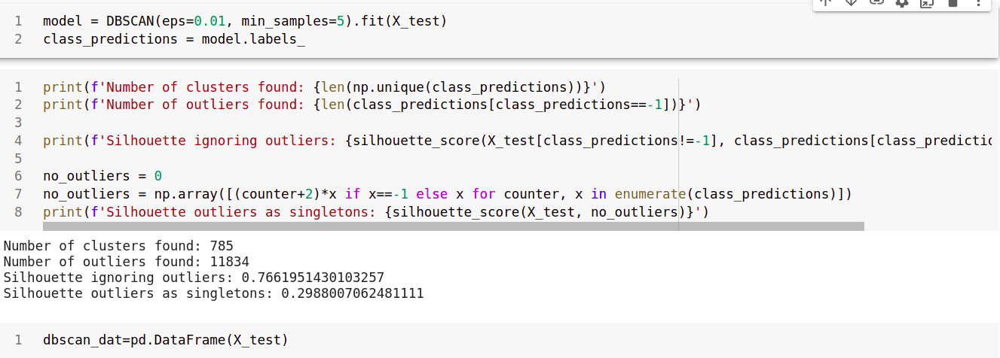 1 model = DBSCAN(eps=0.01, min_samples=5).fit(X_test)
2 class_predictions = model.labels_
1 print(f'Number of clusters found: {len(np.unique(class_predictions))}')
2 print(f'Number of outliers found: {len(class_predictions[class_predictions==-1])}')
3
4 print(f'Silhouette ignoring outliers: {silhouette_score(X_test[class_predictions!=-1], class_predictions[class_predictic
5
6 no_outliers = 0
7 no_outliers = np.array([(counter+2)*x if x==-1 else x for counter, x in enumerate(class_predictions)])
8 print(f'Silhouette outliers as singletons: {silhouette_score(X_test, no_outliers)}')
Number of clusters found: 785
Number of outliers found: 11834
Silhouette ignoring outliers: 0.7661951430103257
Silhouette outliers as singletons: 0.2988007062481111
1 dbscan_dat=pd.DataFrame(X_test)